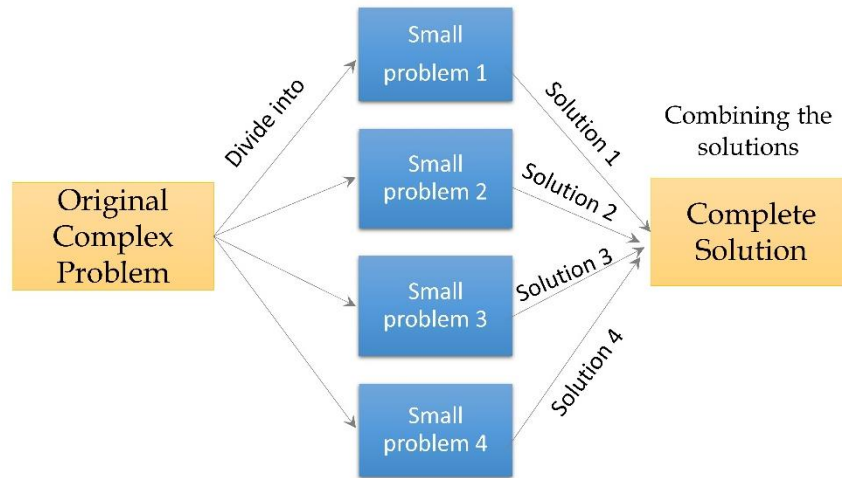 Original
Complex
Problem
Divide into
Small
problem 1
Small
problem 2
Small
problem 3
Small
problem 4
Solution 1
Solution 2
Solution 3
Solution 4
Combining the
solutions
Complete
Solution